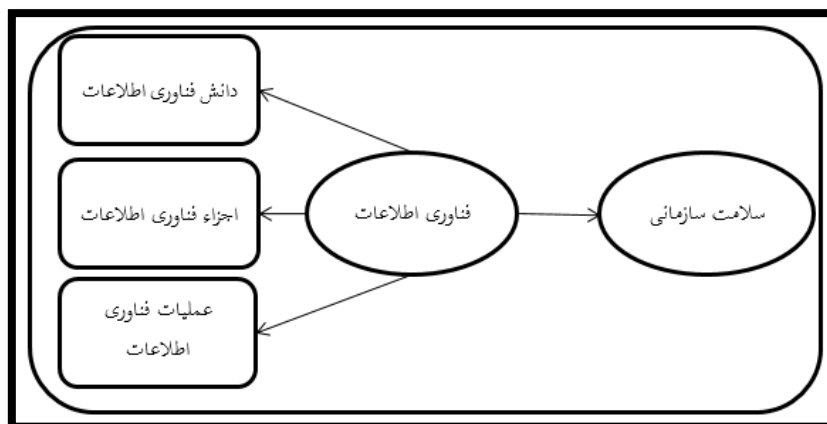 دانش فناوری اطلاعات
اجزاء فناوری اطلاعات
عملیات فناوری
اطلاعات
فناوری اطلاعات
سلامت سازمانی